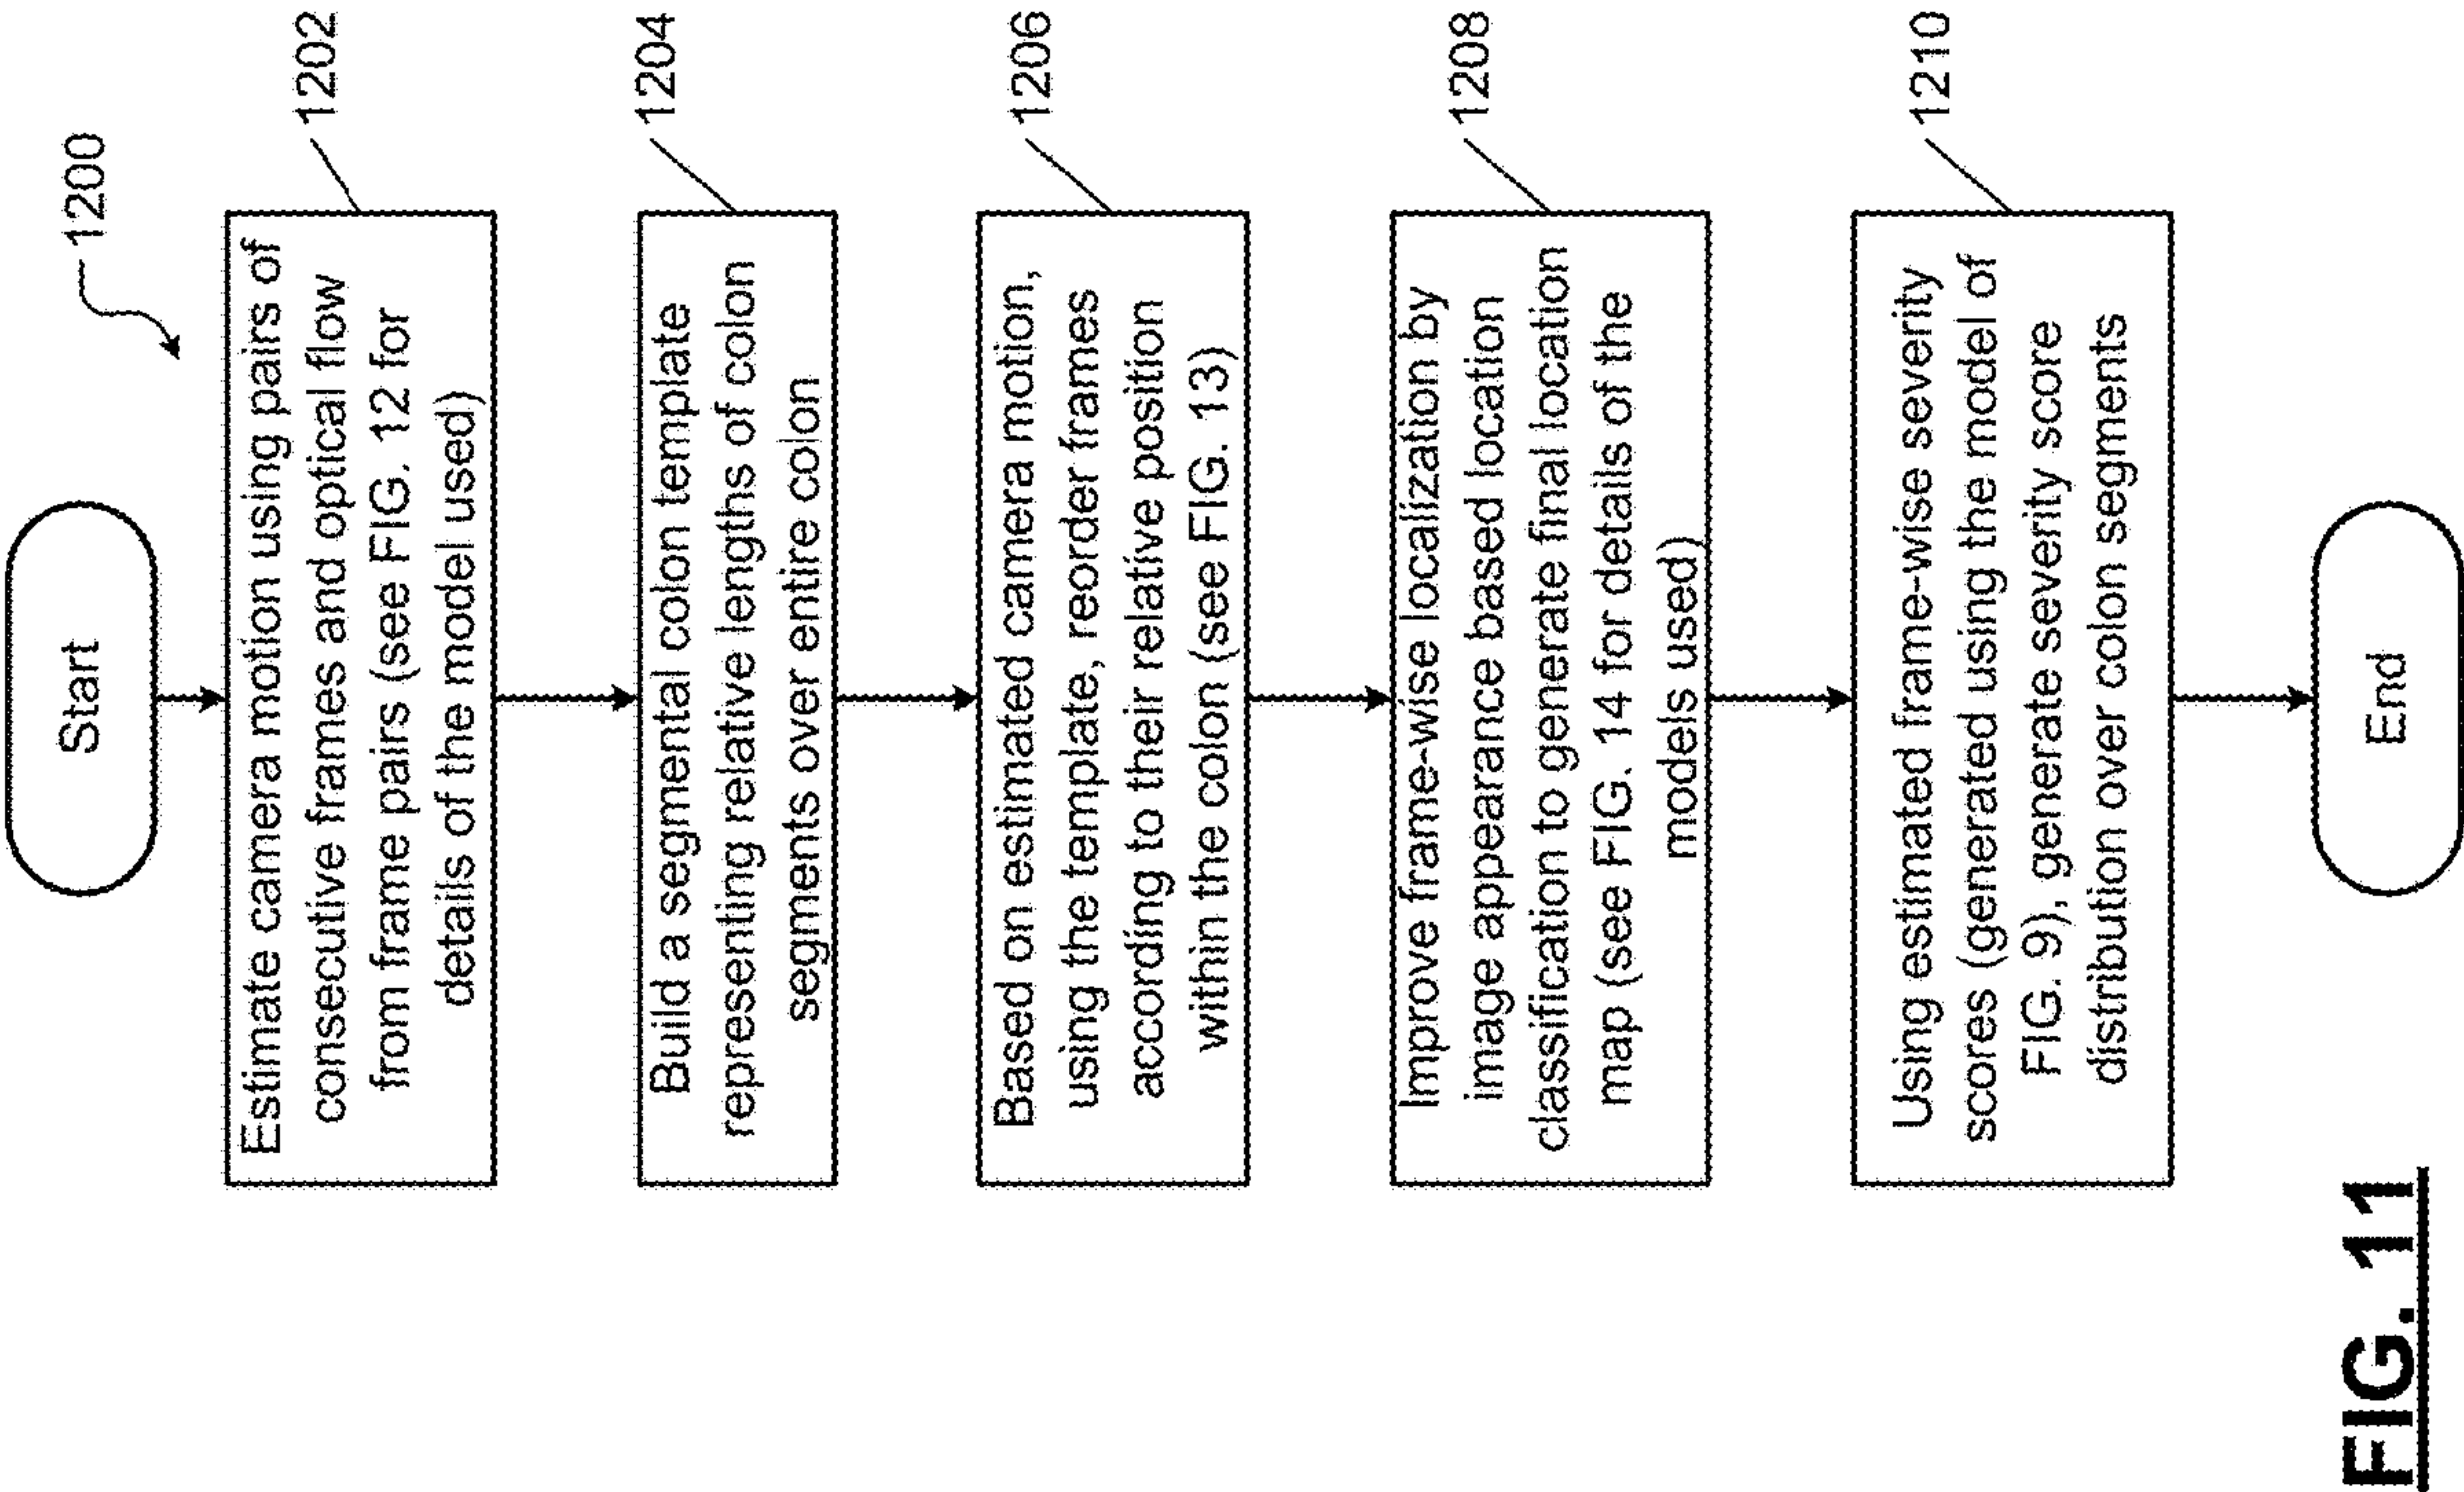 1200
Start
Estimate camera motion using pairs of
consecutive frames and optical flow
from frame pairs (see FIG. 12 for
details of the model used)
1202
Build a segmental colon template
representing relative lengths of colon
segments over entire colon
1204
Based on estimated camera motion,
using the template, reorder frames
according to their relative position
within the colon (see FIG. 13)
1206
Improve frame-wise localization by
image appearance based location
classification to generate final location
map (see FIG. 14 for details of the
models used)
1208
Using estimated frame-wise severity
scores (generated using the model of
FIG. 9), generate severity score
distribution over colon segments
1210
End
FIG. 11